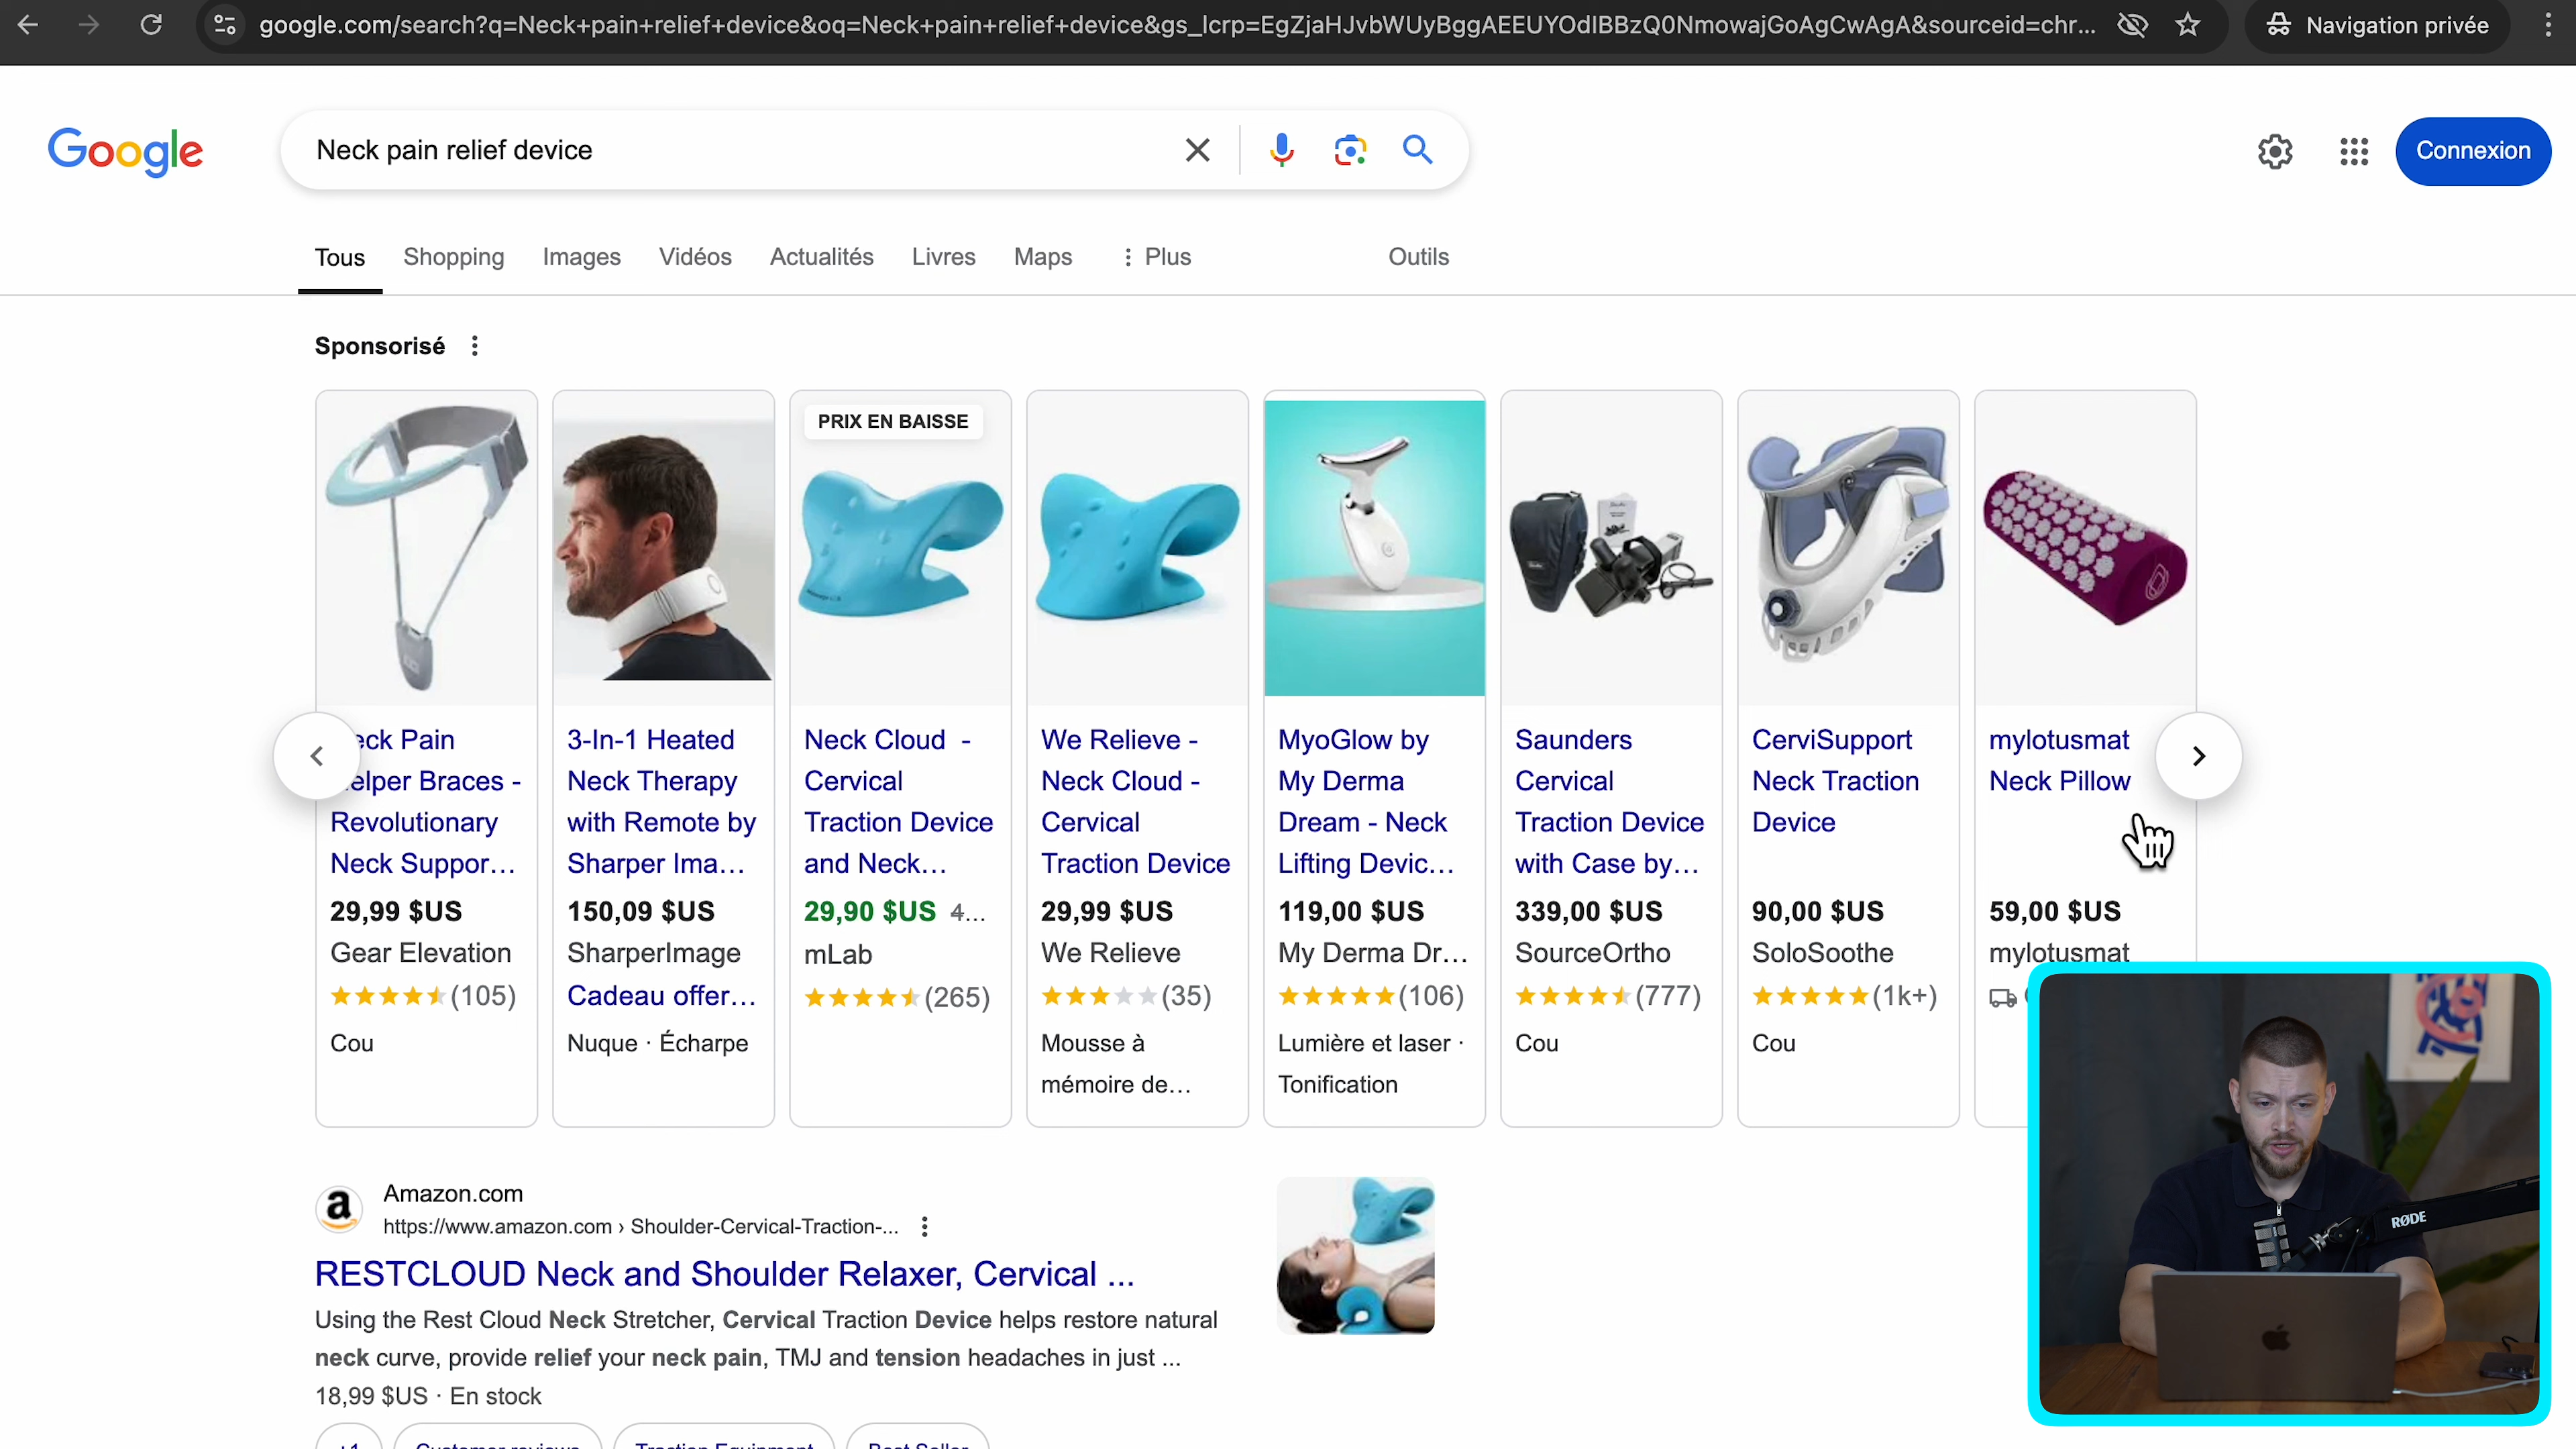 google.com/search?q=Neck+pain+relief+device&oq=Neck+pain+relief+device&gs_lcrp=EgZjaHJvbWUyBggAEEUYOdIBBzQ0NmowajGoAgCwAgA&sourceid=chr...
Navigation privée
Google
Neck pain relief device
Connexion
Tous
Shopping
Images
Vidéos
Actualités
Livres
Maps
Plus
Outils
Sponsorisé
eck Pain
elper Braces -
Revolutionary
Neck Suppor...
29,99 $US
Gear Elevation
(105)
Cou
3-In-1 Heated
Neck Therapy
with Remote by
Sharper Ima...
150,09 $US
SharperImage
Cadeau offer...
Nuque · Écharpe
PRIX EN BAISSE
Neck Cloud -
Cervical
Traction Device
and Neck...
29,90 $US 4...
mLab
(265)
We Relieve -
Neck Cloud -
Cervical
Traction Device
29,99 $US
We Relieve
(35)
Mousse à
mémoire de...
MyoGlow by
My Derma
Dream - Neck
Lifting Devic...
119,00 $US
My Derma Dr...
(106)
Lumière et laser ·
Tonification
Saunders
Cervical
Traction Device
with Case by...
339,00 $US
SourceOrtho
(777)
Cou
CerviSupport
Neck Traction
Device
90,00 $US
SoloSoothe
(1k+)
Cou
mylotusmat
Neck Pillow
59,00 $US
mylotusmat
Amazon.com
https://www.amazon.com › Shoulder-Cervical-Traction-...
RESTCLOUD Neck and Shoulder Relaxer, Cervical ...
Using the Rest Cloud Neck Stretcher, Cervical Traction Device helps restore natural
neck curve, provide relief your neck pain, TMJ and tension headaches in just ...
18,99 $US · En stock
+1
Customer reviews
Traction Equipment
Best Seller
RØDE